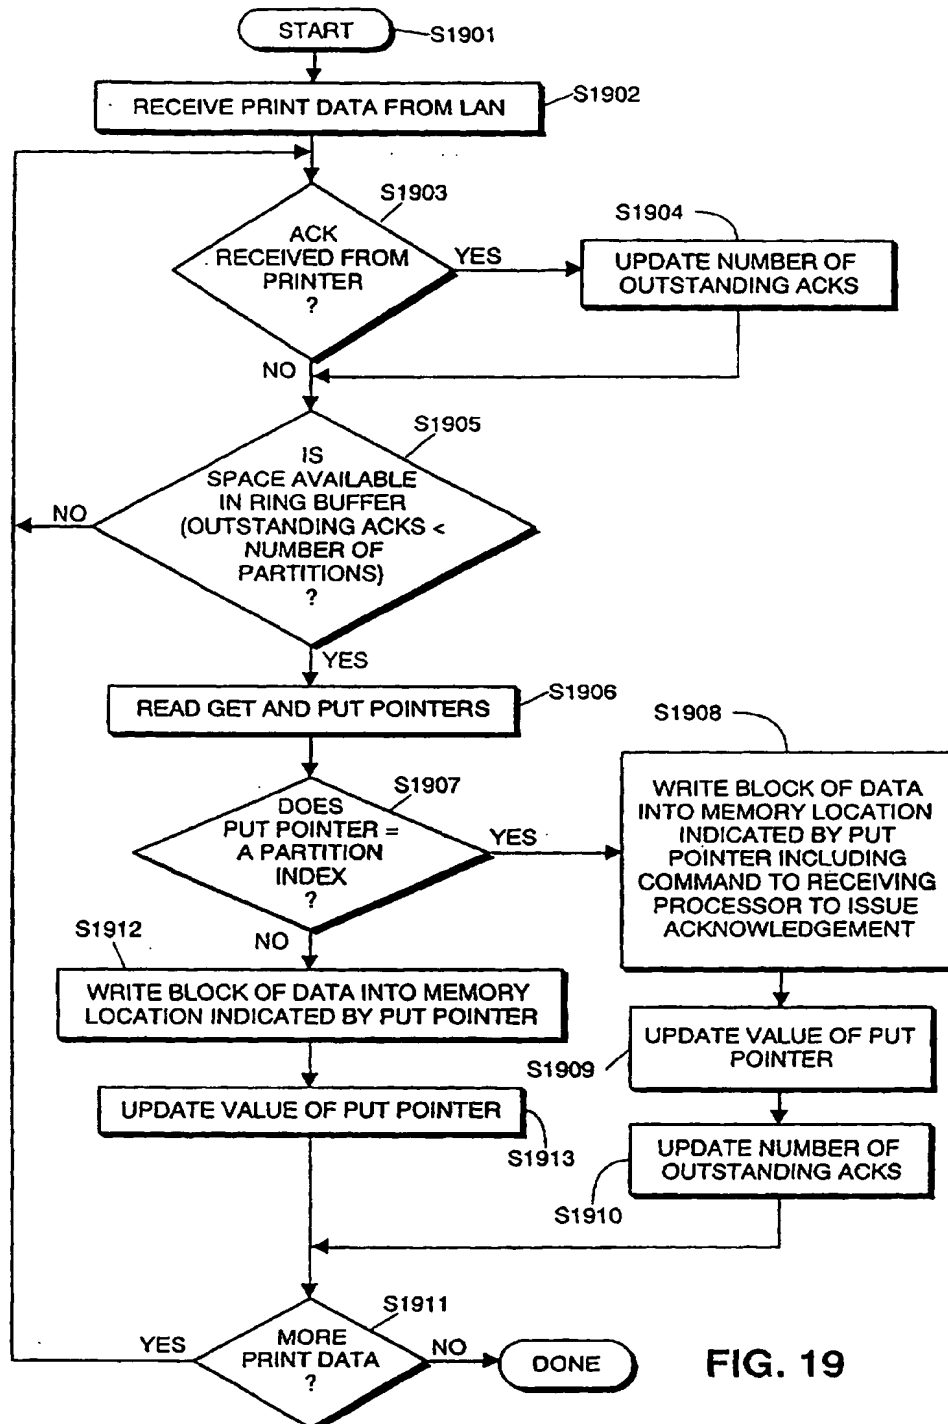 START
S1901
RECEIVE PRINT DATA FROM LAN
S1902
S1903
ACK
RECEIVED FROM
PRINTER
?
YES
S1904
UPDATE NUMBER OF
OUTSTANDING ACKS
NO
S1905
IS
SPACE AVAILABLE
IN RING BUFFER
(OUTSTANDING ACKS <
NUMBER OF
PARTITIONS)
?
NO
YES
READ GET AND PUT POINTERS
S1906
S1907
DOES
PUT POINTER =
A PARTITION
INDEX
?
YES
S1908
WRITE BLOCK OF DATA
INTO MEMORY LOCATION
INDICATED BY PUT
POINTER INCLUDING
COMMAND TO RECEIVING
PROCESSOR TO ISSUE
ACKNOWLEDGEMENT
S1912
NO
WRITE BLOCK OF DATA INTO MEMORY
LOCATION INDICATED BY PUT POINTER
S1909
UPDATE VALUE OF PUT
POINTER
UPDATE VALUE OF PUT POINTER
S1913
UPDATE NUMBER OF
OUTSTANDING ACKS
S1910
S1911
MORE
PRINT DATA
?
YES
NO
DONE
FIG. 19